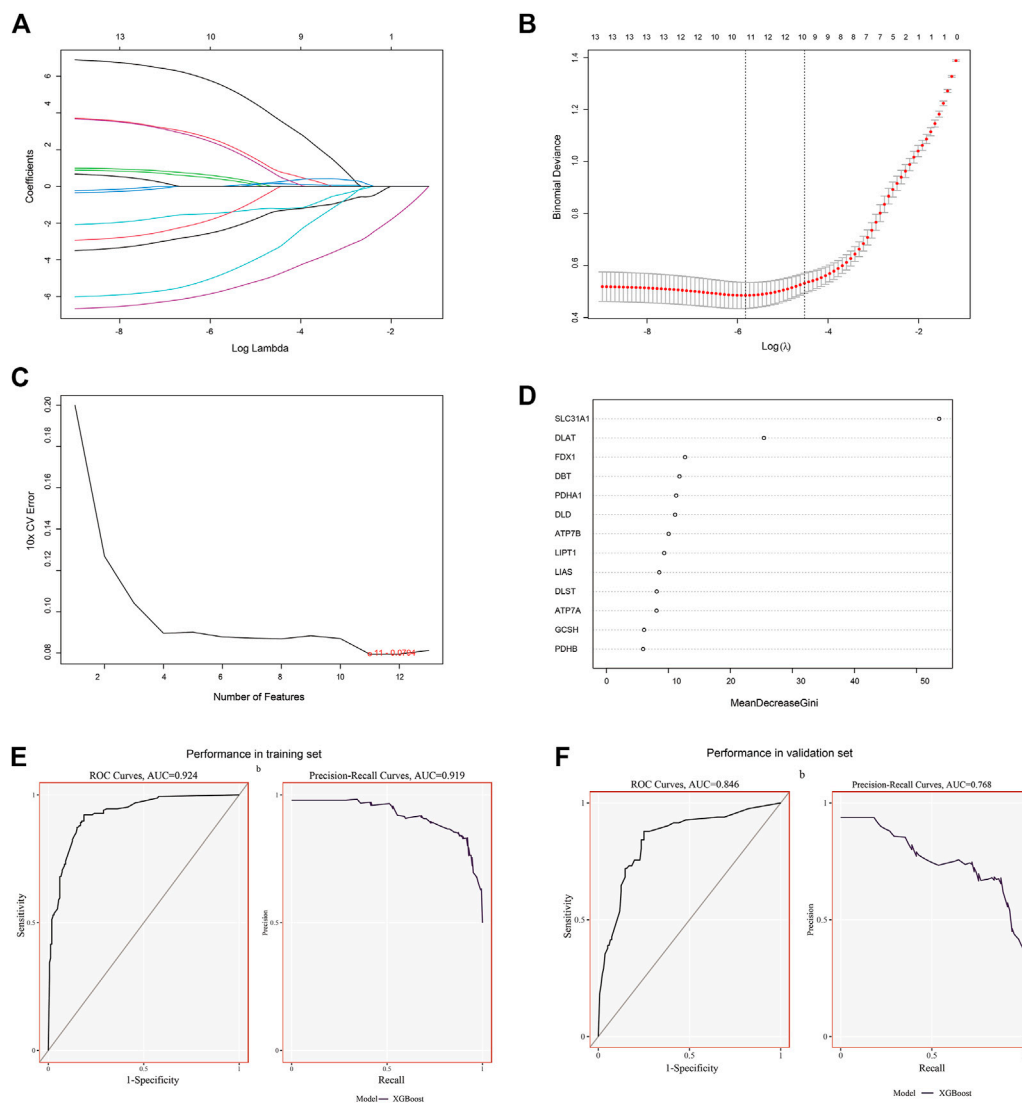 A
13 10 9 1
6
4
2
0
-2
-4
-6
Coefficients
-8 -6 -4 -2
Log Lambda
B
13 13 13 13 12 12 10 10 11 12 12 10 9 9 8 8 7 7 5 2 1 1 1 0
1.4
1.2
1.0
0.8
0.6
0.4
Binomial Deviance
-8 -6 -4 -2
Log(λ)
C
0.20
0.18
0.16
0.14
0.12
0.10
0.08
10x CV Error
11 - 0.0794
2 4 6 8 10 12
Number of Features
D
SLC31A1
DLAT
FDX1
DBT
PDHA1
DLD
ATP7B
LIPT1
LIAS
DLST
ATP7A
GCSH
PDHB
0 10 20 30 40 50
MeanDecreaseGini
E
Performance in training set
b
ROC Curves, AUC=0.924
1
0.5
0
Sensitivity
0 0.5 1
1-Specificity
Precision-Recall Curves, AUC=0.919
1
0.5
0
Precision
0 0.5 1
Recall
Model XGBoost
F
Performance in validation set
b
ROC Curves, AUC=0.846
1
0.5
0
Sensitivity
0 0.5 1
1-Specificity
Precision-Recall Curves, AUC=0.768
1
0.5
0
Precision
0 0.5 1
Recall
Model XGBoost